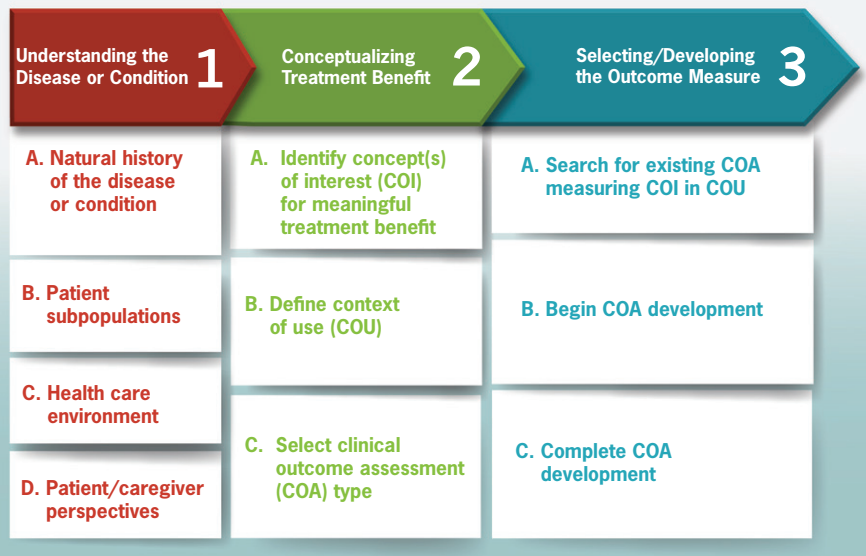 Understanding the
Disease or Condition 1
Conceptualizing
Treatment Benefit 2
Selecting/Developing
the Outcome Measure 3
A. Natural history
of the disease
or condition
B. Patient
subpopulations
C. Health care
environment
D. Patient/caregiver
perspectives
A. Identify concept(s)
of interest (COI)
for meaningful
treatment benefit
B. Define context
of use (COU)
C. Select clinical
outcome assessment
(COA) type
A. Search for existing COA
measuring COI in COU
B. Begin COA development
C. Complete COA
development